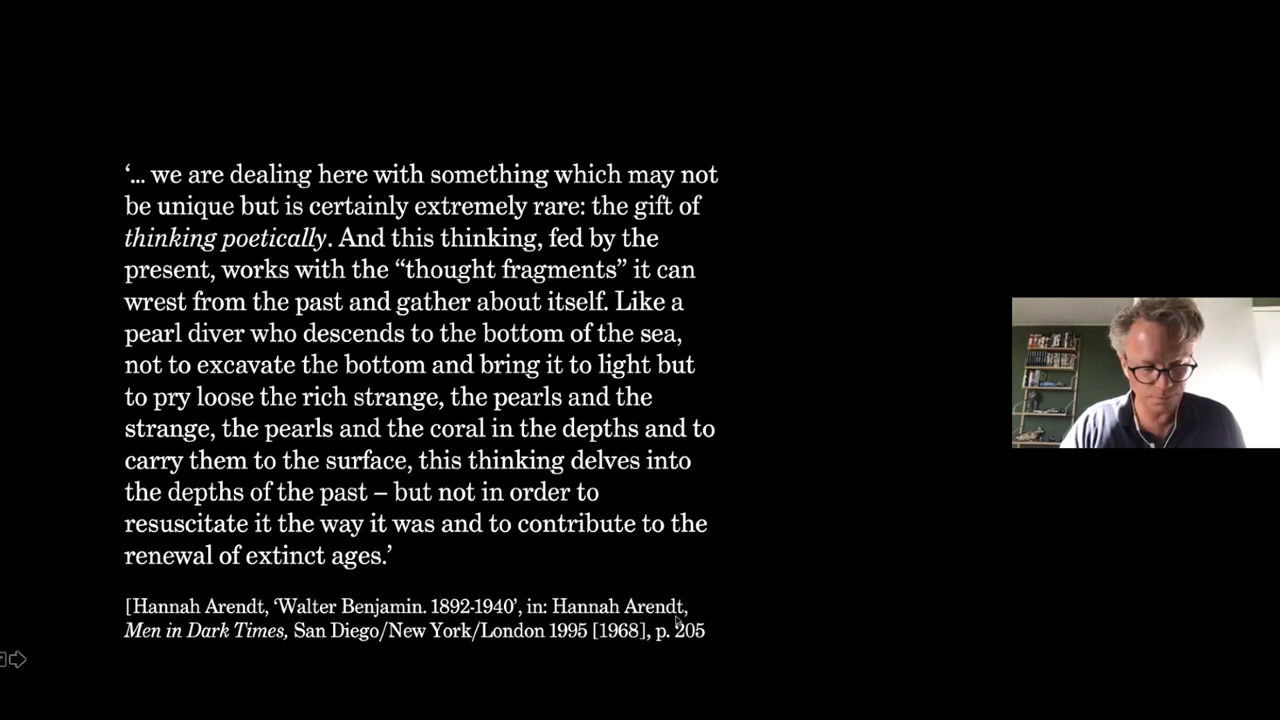 ‘... we are dealing here with something which may not
be unique but is certainly extremely rare: the gift of
thinking poetically. And this thinking, fed by the
present, works with the “thought fragments” it can
wrest from the past and gather about itself. Like a
pearl diver who descends to the bottom of the sea,
not to excavate the bottom and bring it to light but
to pry loose the rich strange, the pearls and the
strange, the pearls and the coral in the depths and to
carry them to the surface, this thinking delves into
the depths of the past – but not in order to
resuscitate it the way it was and to contribute to the
renewal of extinct ages.’
[Hannah Arendt, ‘Walter Benjamin. 1892-1940’, in: Hannah Arendt,
Men in Dark Times, San Diego/New York/London 1995 [1968], p. 205